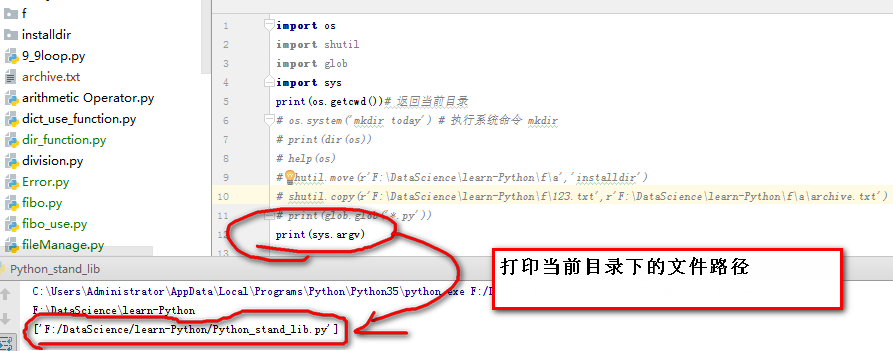 f
installdir
9_9loop.py
archive.txt
arithmetic Operator.py
dict_use_function.py
dir_function.py
division.py
Error.py
fibo.py
fibo_use.py
fileManage.py
1 import os
2 import shutil
3 import glob
4 import sys
5 print(os.getcwd())# 返回当前目录
6 # os.system('mkdir today') # 执行系统命令 mkdir
7 # print(dir(os))
8 # help(os)
9 # hutil.move(r'F:\DataScience\learn-Python\f\a','installdir')
10 # shutil.copy(r'F:\DataScience\learn-Python\f\123.txt',r'F:\DataScience\learn-Python\f\a\archive.txt')
11 # print(glob.glob('*.py'))
12 print(sys.argv)
13
打印当前目录下的文件路径
Python_stand_lib
C:\Users\Administrator\AppData\Local\Programs\Python\Python35\python.exe F:/D
F:\DataScience\learn-Python
['F:/DataScience/learn-Python/Python_stand_lib.py']